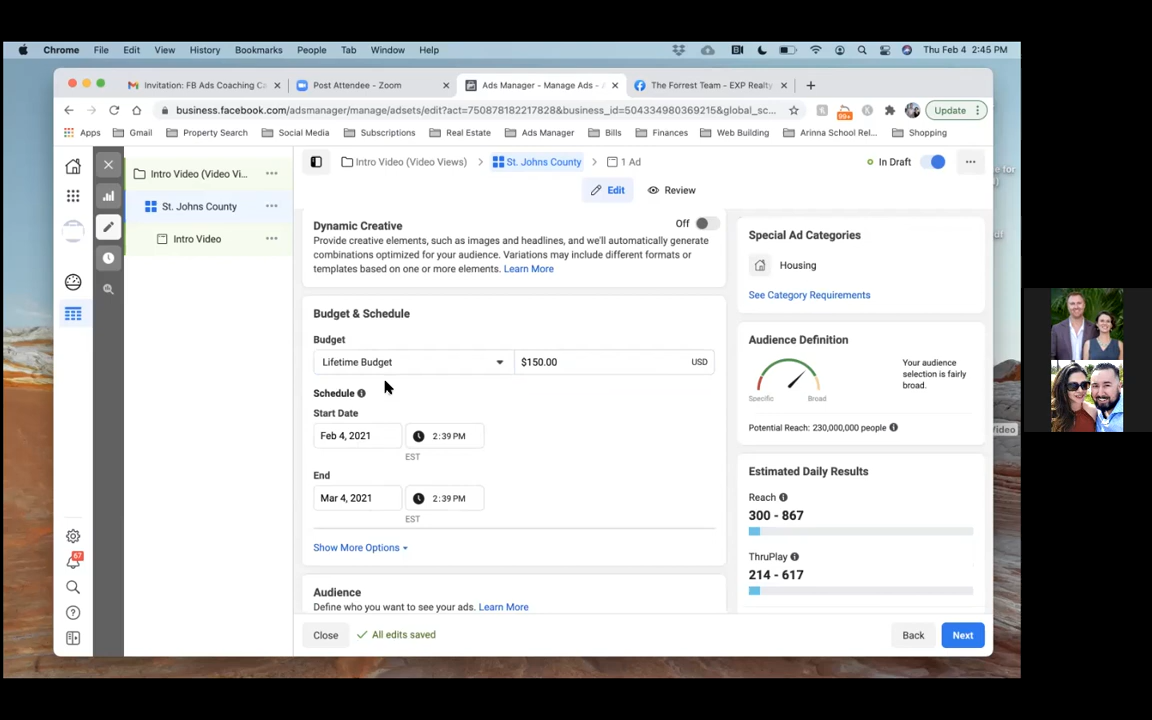 Chrome File Edit View History Bookmarks People Tab Window Help Thu Feb 4 2:45 PM
Invitation: FB Ads Coaching Ca
Post Attendee - Zoom
Ads Manager - Manage Ads -
The Forrest Team - EXP Realty
business.facebook.com/adsmanager/manage/adsets/edit?act=750878182217828&business_id=504334980369215&global_sc...
99+
Update
Apps Gmail Property Search Social Media Subscriptions Real Estate Ads Manager Bills Finances Web Building Arinna School Rel... Shopping
Intro Video (Video Vi...
St. Johns County
Intro Video
67
Intro Video (Video Views) > St. Johns County > 1 Ad
In Draft
Edit
Review
Dynamic Creative
Off
Provide creative elements, such as images and headlines, and we'll automatically generate
combinations optimized for your audience. Variations may include different formats or
templates based on one or more elements. Learn More
Budget & Schedule
Budget
Lifetime Budget
$150.00
USD
Schedule
Start Date
Feb 4, 2021
2:39 PM
EST
End
Mar 4, 2021
2:39 PM
EST
Show More Options
Audience
Define who you want to see your ads. Learn More
Special Ad Categories
Housing
See Category Requirements
Audience Definition
Specific
Broad
Your audience
selection is fairly
broad.
Potential Reach: 230,000,000 people
Estimated Daily Results
Reach
300 - 867
ThruPlay
214 - 617
Close
All edits saved
Back
Next